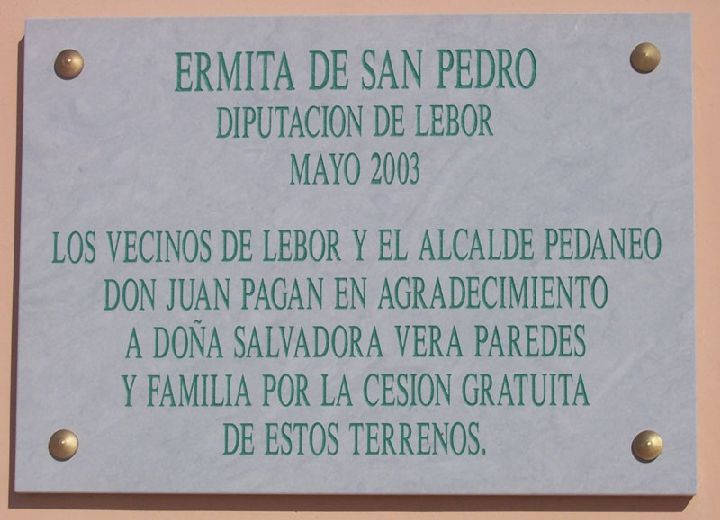 ERMITA DE SAN PEDRO
DIPUTACION DE LEBOR
MAYO 2003
LOS VECINOS DE LEBOR Y EL ALCALDE PEDANEO
DON JUAN PAGAN EN AGRADECIMIENTO
A DOÑA SALVADORA VERA PAREDES
Y FAMILIA POR LA CESION GRATUITA
DE ESTOS TERRENOS.